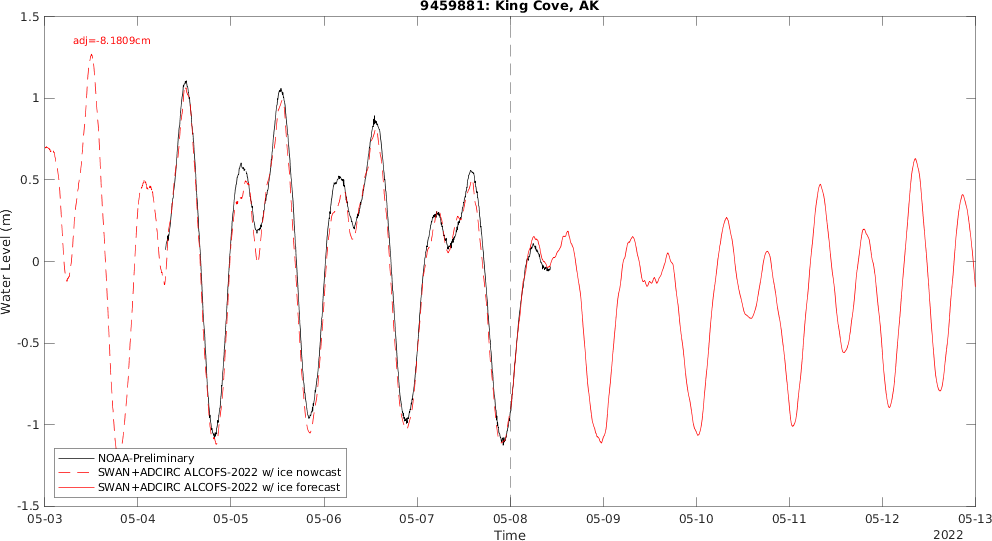 9459881: King Cove, AK
adj=-8.1809cm
1.5
1
0.5
0
-0.5
-1
-1.5
Water Level (m)
NOAA-Preliminary
SWAN+ADCIRC ALCOFS-2022 w/ ice nowcast
SWAN+ADCIRC ALCOFS-2022 w/ ice forecast
05-03 05-04 05-05 05-06 05-07 05-08 05-09 05-10 05-11 05-12 05-13
Time
2022